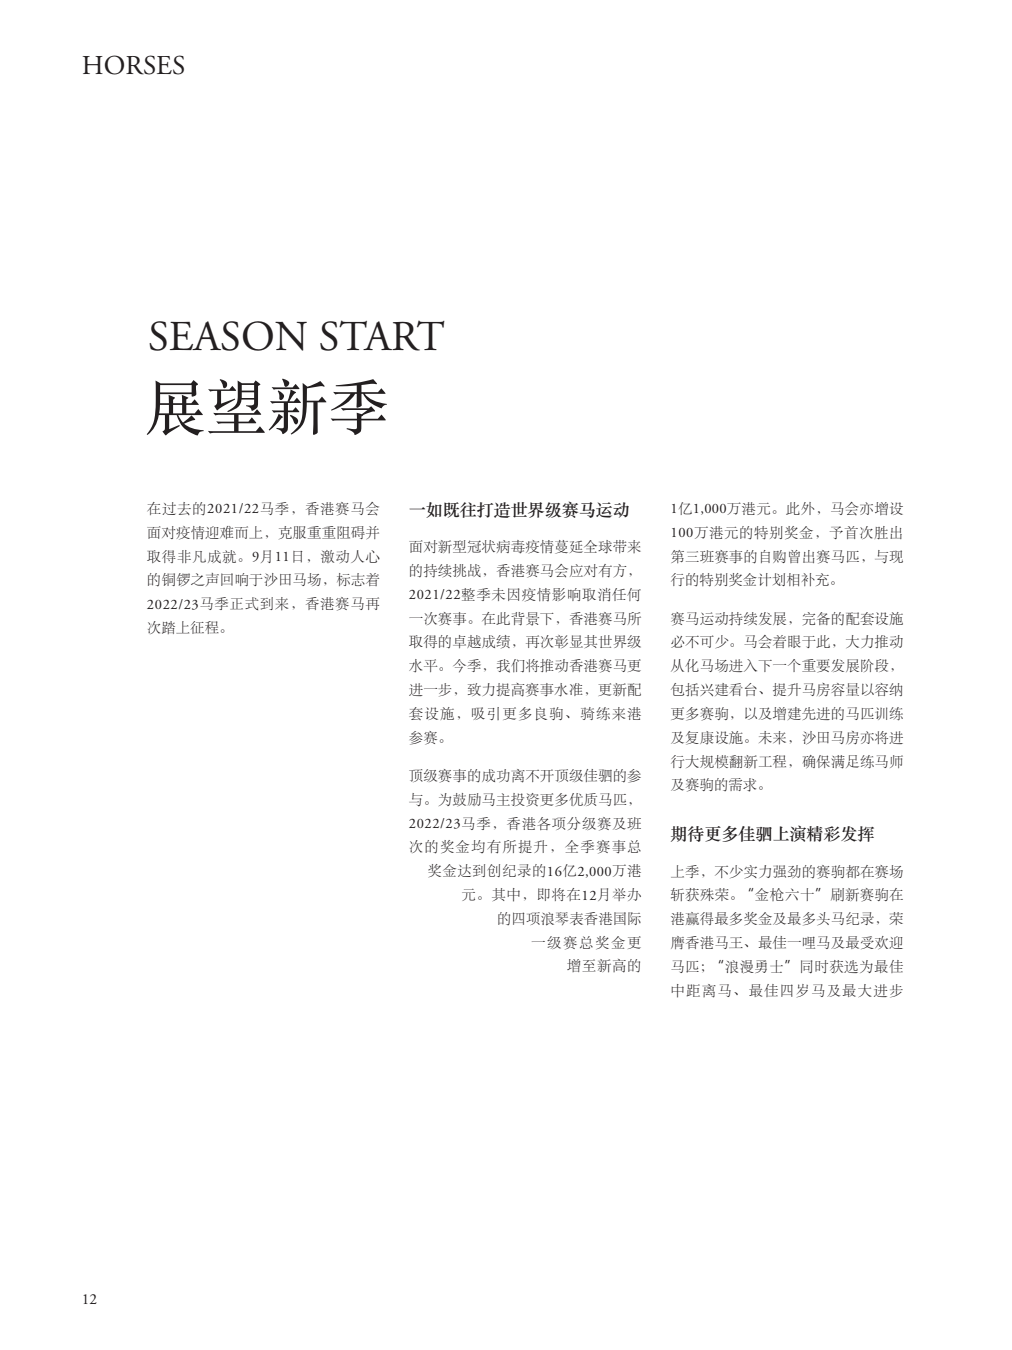 HORSES
SEASON START
展望新季
在过去的2021/22马季，香港赛马会
面对疫情迎难而上，克服重重阻碍并
取得非凡成就。9月11日，激动人心
的铜锣之声回响于沙田马场，标志着
2022/23马季正式到来，香港赛马再
次踏上征程。
一如既往打造世界级赛马运动
面对新型冠状病毒疫情蔓延全球带来
的持续挑战，香港赛马会应对有方，
2021/22整季未因疫情影响取消任何
一次赛事。在此背景下，香港赛马所
取得的卓越成绩，再次彰显其世界级
水平。今季，我们将推动香港赛马更
进一步，致力提高赛事水准，更新配
套设施，吸引更多良驹、骑练来港
参赛。
顶级赛事的成功离不开顶级佳驷的参
与。为鼓励马主投资更多优质马匹，
2022/23马季，香港各项分级赛及班
次的奖金均有所提升，全季赛事总
奖金达到创纪录的16亿2,000万港
元。其中，即将在12月举办
的四项浪琴表香港国际
一级赛总奖金更
增至新高的
1亿1,000万港元。此外，马会亦增设
100万港元的特别奖金，予首次胜出
第三班赛事的自购曾出赛马匹，与现
行的特别奖金计划相补充。
赛马运动持续发展，完备的配套设施
必不可少。马会着眼于此，大力推动
从化马场进入下一个重要发展阶段，
包括兴建看台、提升马房容量以容纳
更多赛驹，以及增建先进的马匹训练
及复康设施。未来，沙田马房亦将进
行大规模翻新工程，确保满足练马师
及赛驹的需求。
期待更多佳驷上演精彩发挥
上季，不少实力强劲的赛驹都在赛场
斩获殊荣。“金枪六十”刷新赛驹在
港赢得最多奖金及最多头马纪录，荣
膺香港马王、最佳一哩马及最受欢迎
马匹；“浪漫勇士”同时获选为最佳
中距离马、最佳四岁马及最大进步
12